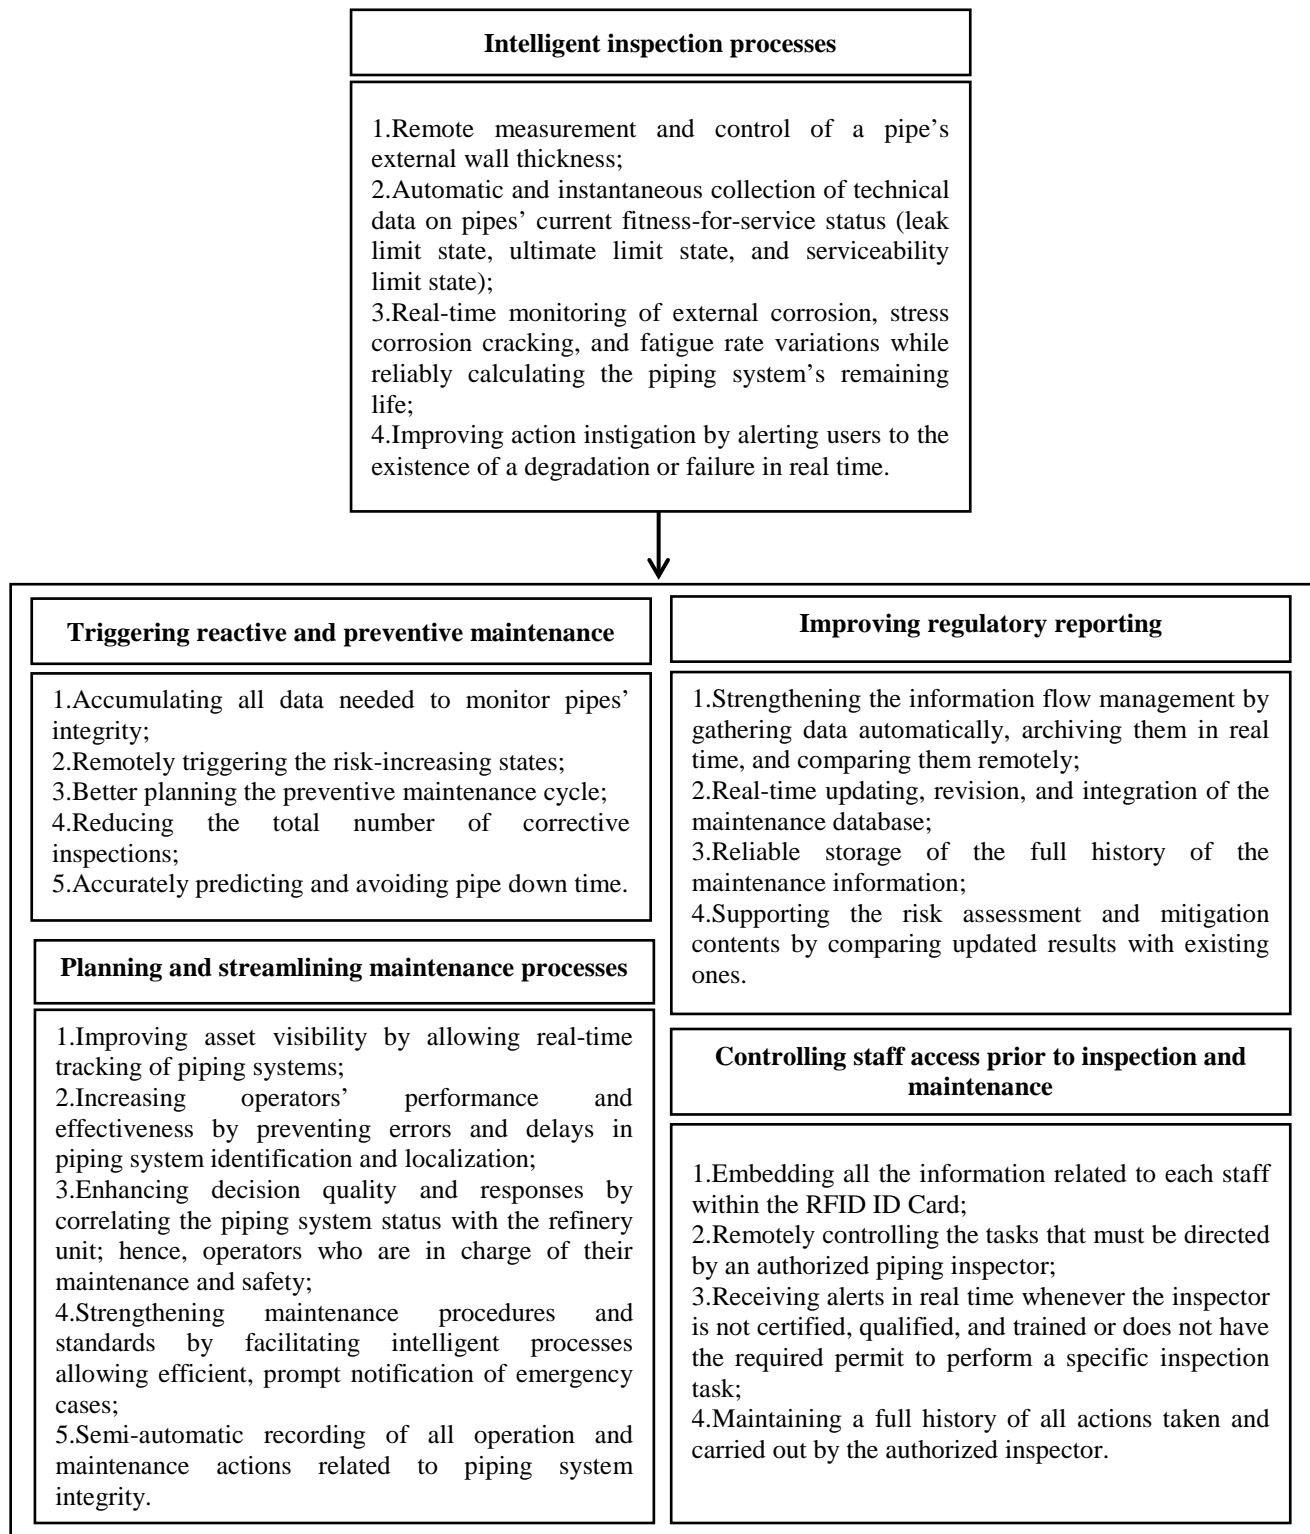 Intelligent inspection processes
1.Remote measurement and control of a pipe’s
external wall thickness;
2.Automatic and instantaneous collection of technical
data on pipes’ current fitness-for-service status (leak
limit state, ultimate limit state, and serviceability
limit state);
3.Real-time monitoring of external corrosion, stress
corrosion cracking, and fatigue rate variations while
reliably calculating the piping system’s remaining
life;
4.Improving action instigation by alerting users to the
existence of a degradation or failure in real time.
Triggering reactive and preventive maintenance
1.Accumulating all data needed to monitor pipes’
integrity;
2.Remotely triggering the risk-increasing states;
3.Better planning the preventive maintenance cycle;
4.Reducing the total number of corrective
inspections;
5.Accurately predicting and avoiding pipe down time.
Planning and streamlining maintenance processes
1.Improving asset visibility by allowing real-time
tracking of piping systems;
2.Increasing operators’ performance and
effectiveness by preventing errors and delays in
piping system identification and localization;
3.Enhancing decision quality and responses by
correlating the piping system status with the refinery
unit; hence, operators who are in charge of their
maintenance and safety;
4.Strengthening maintenance procedures and
standards by facilitating intelligent processes
allowing efficient, prompt notification of emergency
cases;
5.Semi-automatic recording of all operation and
maintenance actions related to piping system
integrity.
Improving regulatory reporting
1.Strengthening the information flow management by
gathering data automatically, archiving them in real
time, and comparing them remotely;
2.Real-time updating, revision, and integration of the
maintenance database;
3.Reliable storage of the full history of the
maintenance information;
4.Supporting the risk assessment and mitigation
contents by comparing updated results with existing
ones.
Controlling staff access prior to inspection and
maintenance
1.Embedding all the information related to each staff
within the RFID ID Card;
2.Remotely controlling the tasks that must be directed
by an authorized piping inspector;
3.Receiving alerts in real time whenever the inspector
is not certified, qualified, and trained or does not have
the required permit to perform a specific inspection
task;
4.Maintaining a full history of all actions taken and
carried out by the authorized inspector.